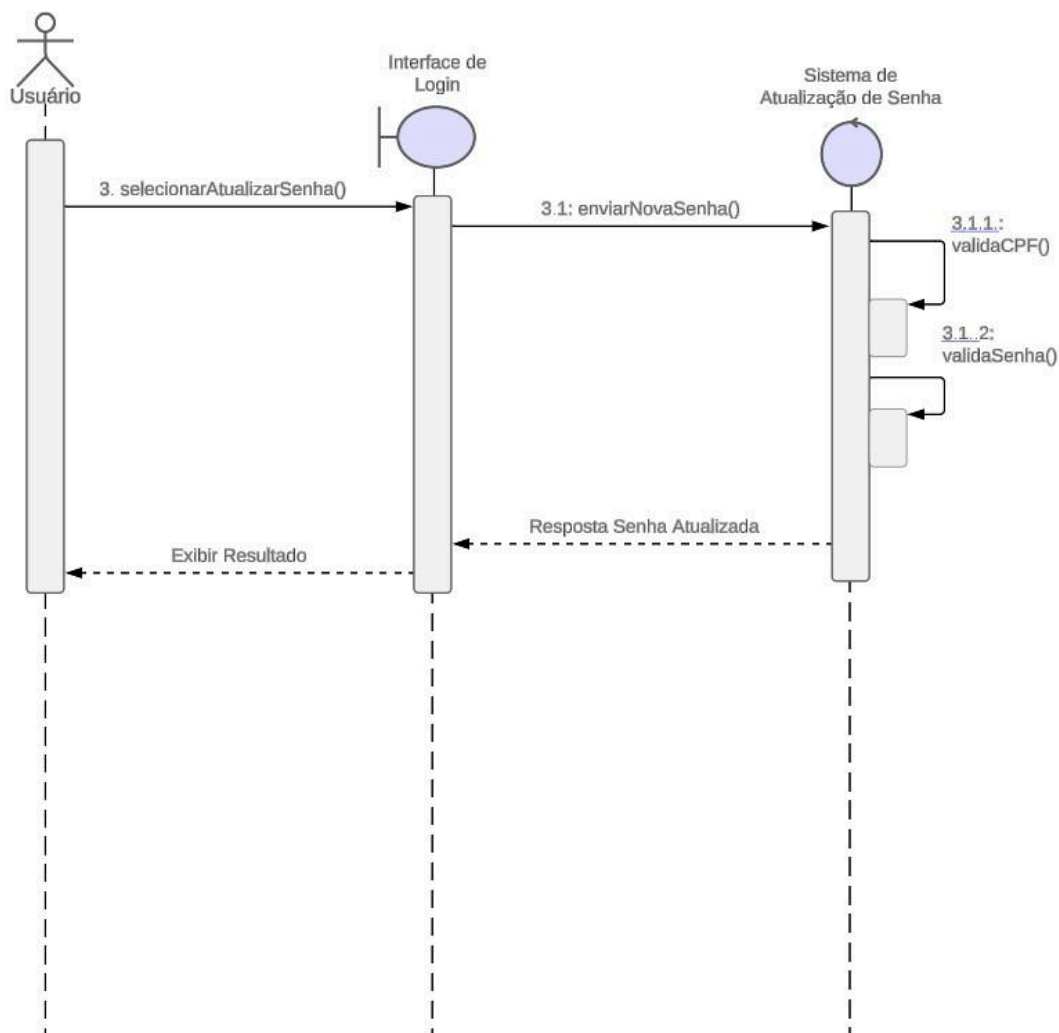 Usuário
Interface de
Login
Sistema de
Atualização de Senha
3. selecionarAtualizarSenha()
3.1: enviarNovaSenha()
3.1.1.:
validaCPF()
3.1..2:
validaSenha()
Resposta Senha Atualizada
Exibir Resultado